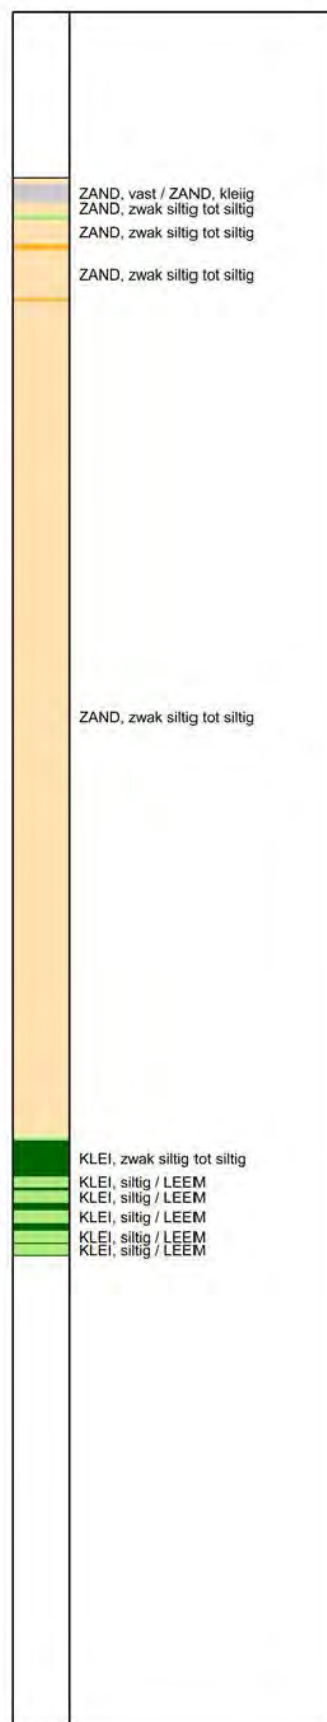 ZAND, vast / ZAND, kleiig
ZAND, zwak siltig tot siltig
ZAND, zwak siltig tot siltig
ZAND, zwak siltig tot siltig
ZAND, zwak siltig tot siltig
KLEI, zwak siltig tot siltig
KLEI, siltig / LEEM
KLEI, siltig / LEEM
KLEI, siltig / LEEM
KLEI, siltig / LEEM
KLEI, siltig / LEEM